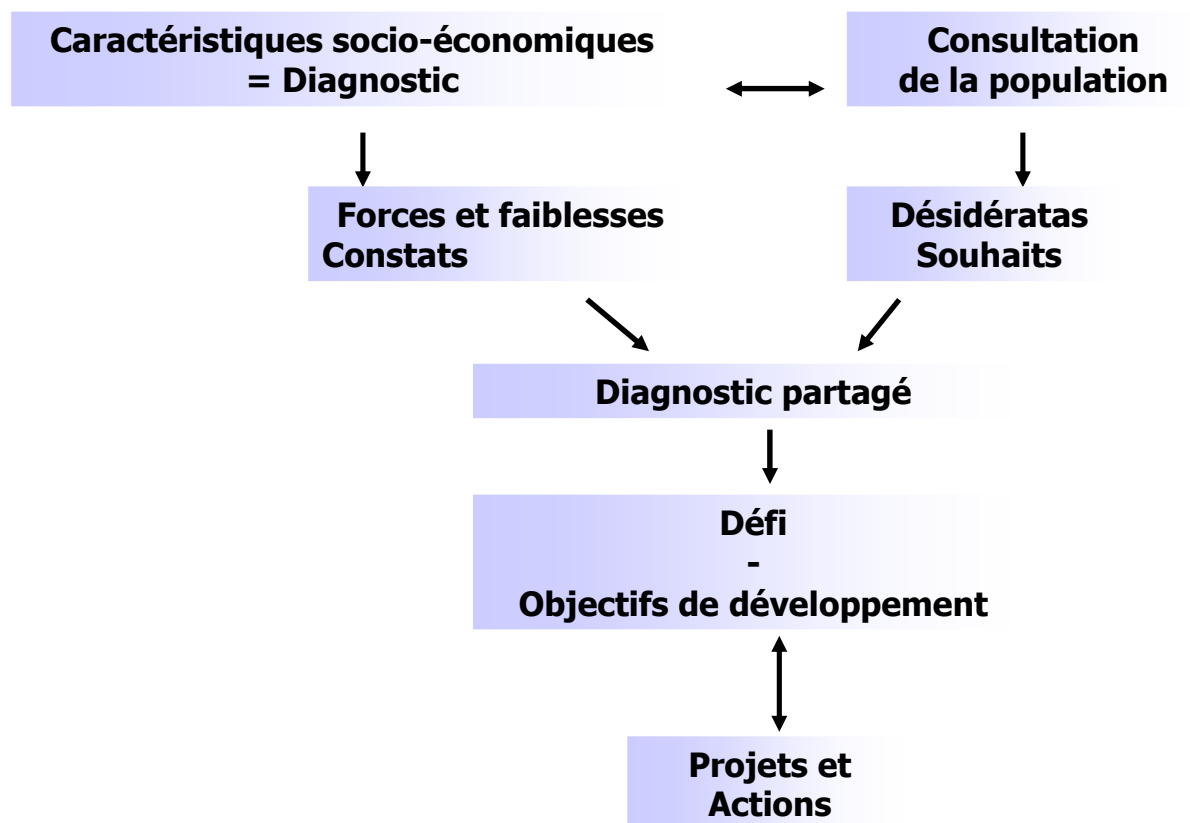 Caractéristiques socio-économiques
= Diagnostic
Consultation
de la population
Forces et faiblesses
Constats
Désidératas
Souhaits
Diagnostic partagé
Défi
-
Objectifs de développement
Projets et
Actions